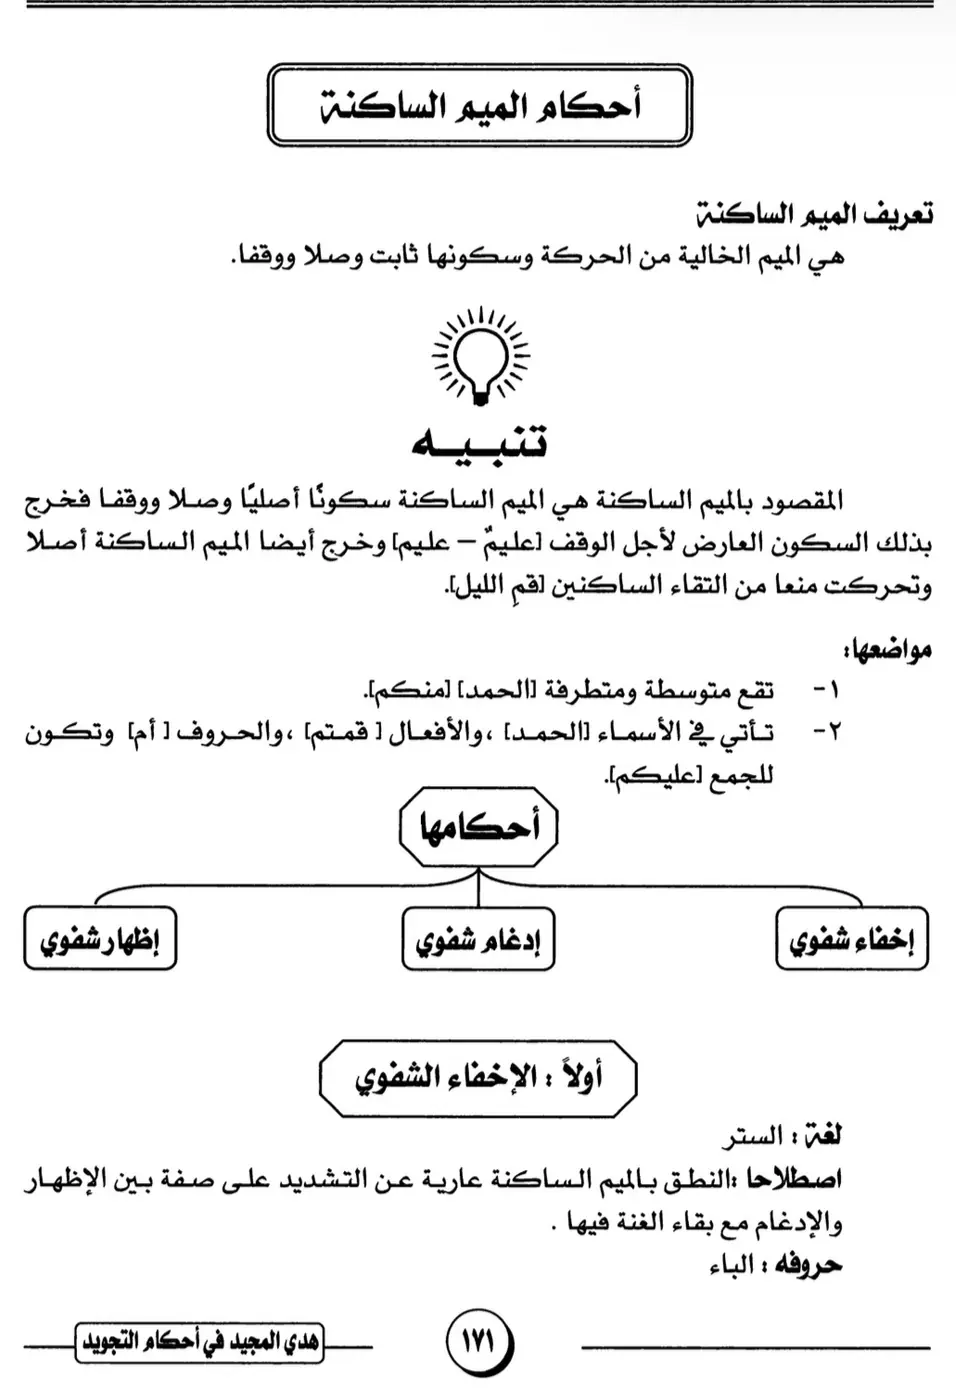 أحكام الميم الساكنة
تعريف الميم الساكنة
هي الميم الخالية من الحركة وسكونها ثابت وصلا ووقفا.
تنبيه
المقصود بالميم الساكنة هي الميم الساكنة سكونًا أصليًا وصلا ووقفا فخرج
بذلك السكون العارض لأجل الوقف [عليمٌ – عليم] وخرج أيضا الميم الساكنة أصلا
وتحركت منعا من التقاء الساكنين [قمِ الليل].
مواضعها:
١- تقع متوسطة ومتطرفة [الحمد] [منكم].
٢- تأتي في الأسماء [الحمد] ،والأفعال [ قمتم] ،والحروف [ أم] وتكون
للجمع [عليكم].
أحكامها
إخفاء شفوي إدغام شفوي إظهار شفوي
أولاً : الإخفاء الشفوي
لغة : الستر
اصطلاحا :النطق بالميم الساكنة عارية عن التشديد على صفة بين الإظهار
والإدغام مع بقاء الغنة فيها .
حروفه : الباء
١٧١ هدي المجيد في أحكام التجويد